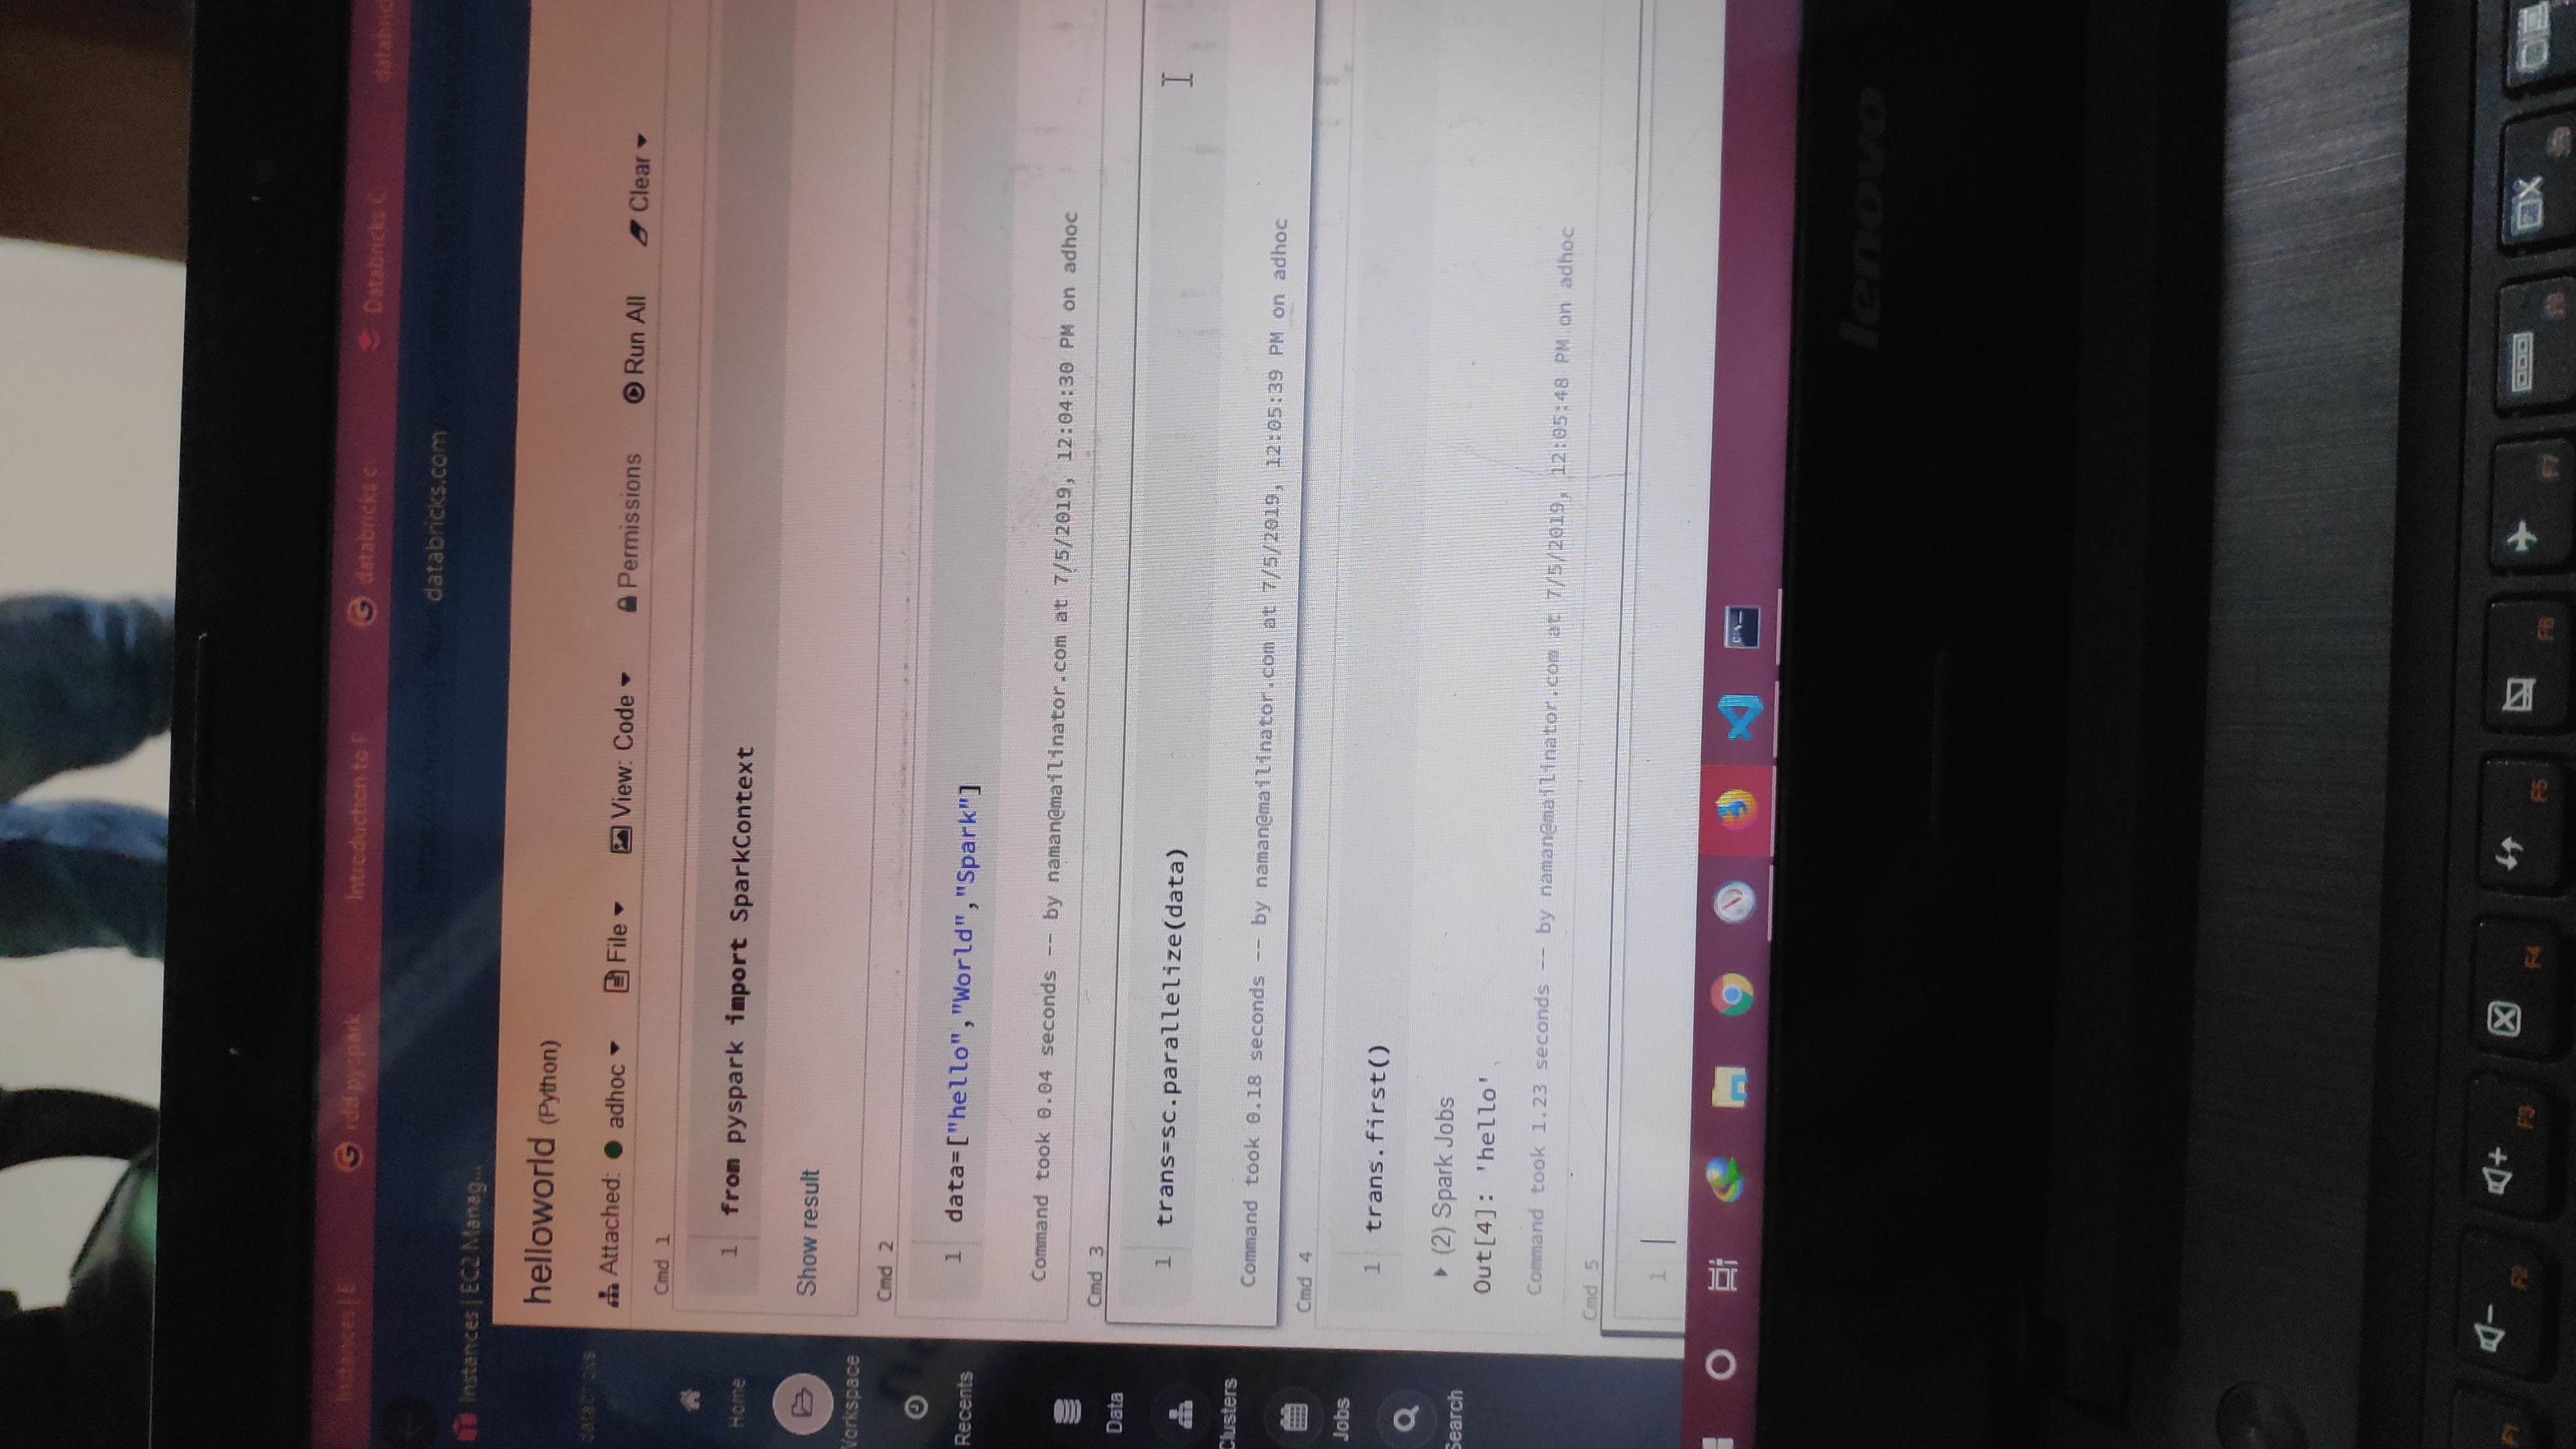 Instances | E
rdd pyspark
Introduction to
databricks c
Databricks C
databric
databricks.com
Instances | EC2 Manag...
helloworld (Python)
databricks
Attached: adhoc File View: Code Permissions Run All Clear
Cmd 1
1 from pyspark import SparkContext
Home
Show result
Workspace
Cmd 2
1 data=["hello","World","Spark"]
Recents
Command took 0.04 seconds -- by naman@mailinator.com at 7/5/2019, 12:04:30 PM on adhoc
Cmd 3
Data
1 trans=sc.parallelize(data)
Clusters
Command took 0.18 seconds -- by naman@mailinator.com at 7/5/2019, 12:05:39 PM on adhoc
Cmd 4
Jobs
1 trans.first()
(2) Spark Jobs
Search
Out[4]: 'hello'
Command took 1.23 seconds -- by naman@mailinator.com at 7/5/2019, 12:05:48 PM on adhoc
Cmd 5
1
lenovo
F1 F2 F3 F4 F5 F6 F7